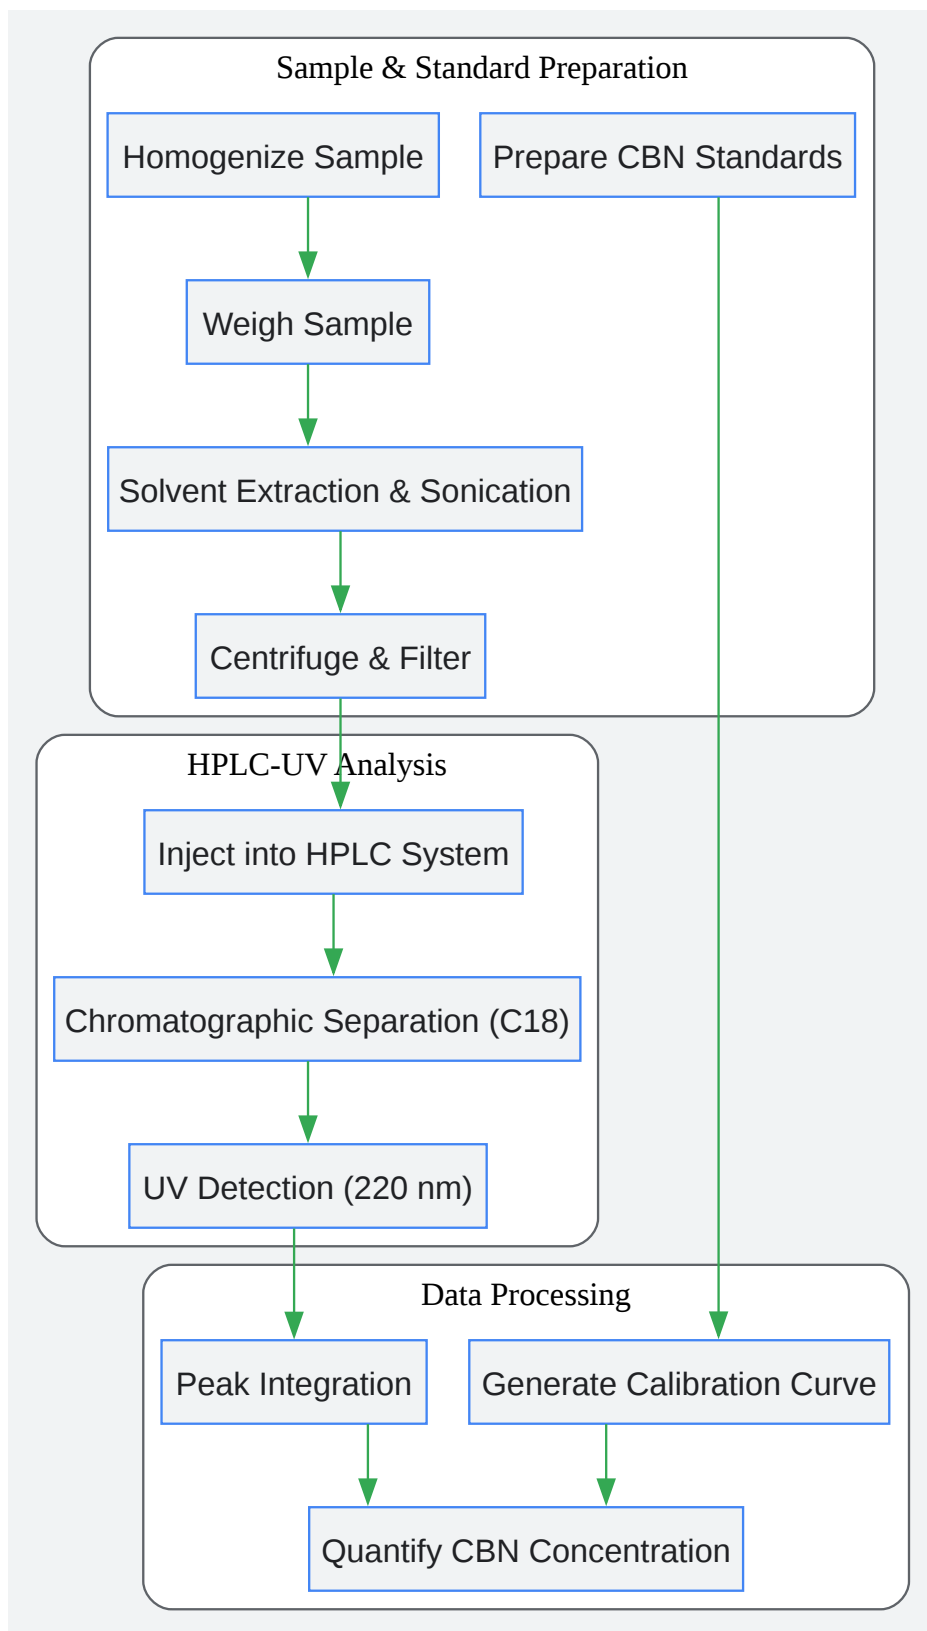 Sample & Standard Preparation
Homogenize Sample
Prepare CBN Standards
Weigh Sample
Solvent Extraction & Sonication
Centrifuge & Filter
HPLC-UV Analysis
Inject into HPLC System
Chromatographic Separation (C18)
UV Detection (220 nm)
Data Processing
Peak Integration
Generate Calibration Curve
Quantify CBN Concentration